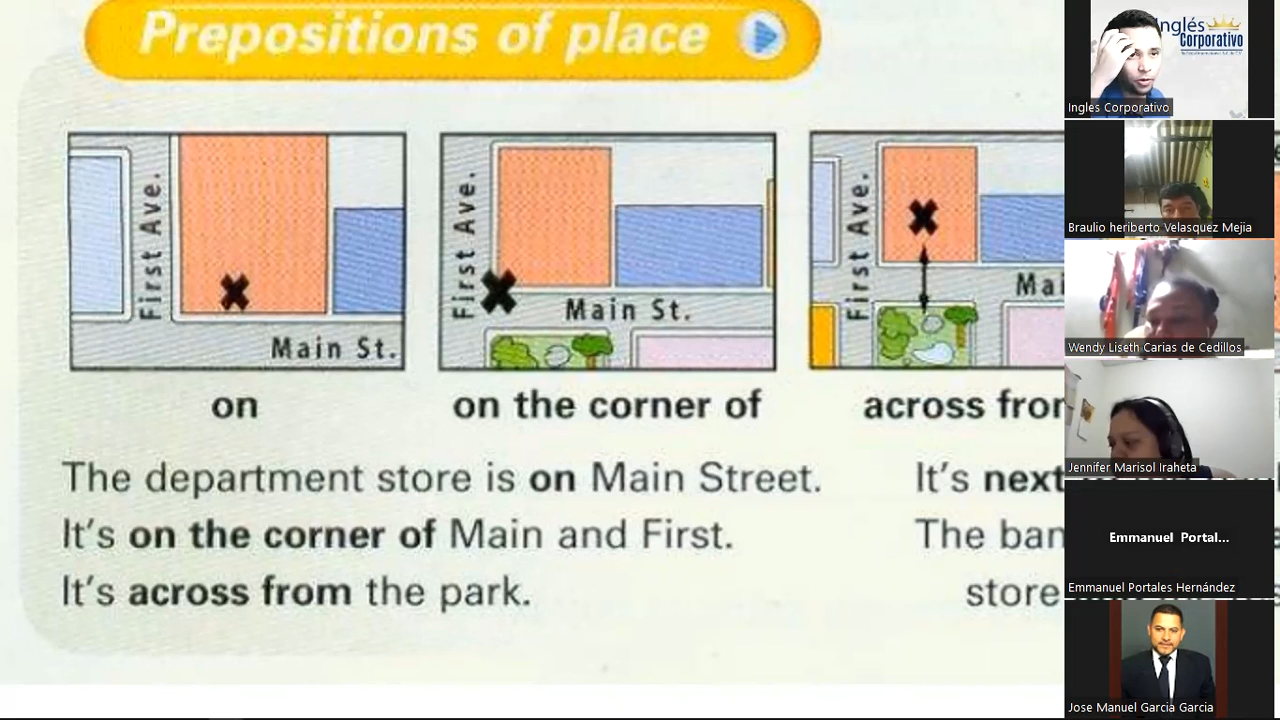 Prepositions of place
First Ave.
Main St.
First Ave.
Main St.
First Ave.
on
on the corner of
across
The department store is on Main Street.
It's on the corner of Main and First.
It's across from the park.
It's next
The
store
Inglés
Corporativo
Ingles Corporativo
Braulio heriberto Velasquez Mejia
Wendy Liseth Carias de Cedillos
Jennifer Marisol Iraheta
Emmanuel Portal...
Emmanuel Portales Hernández
Jose Manuel Garcia Garcia